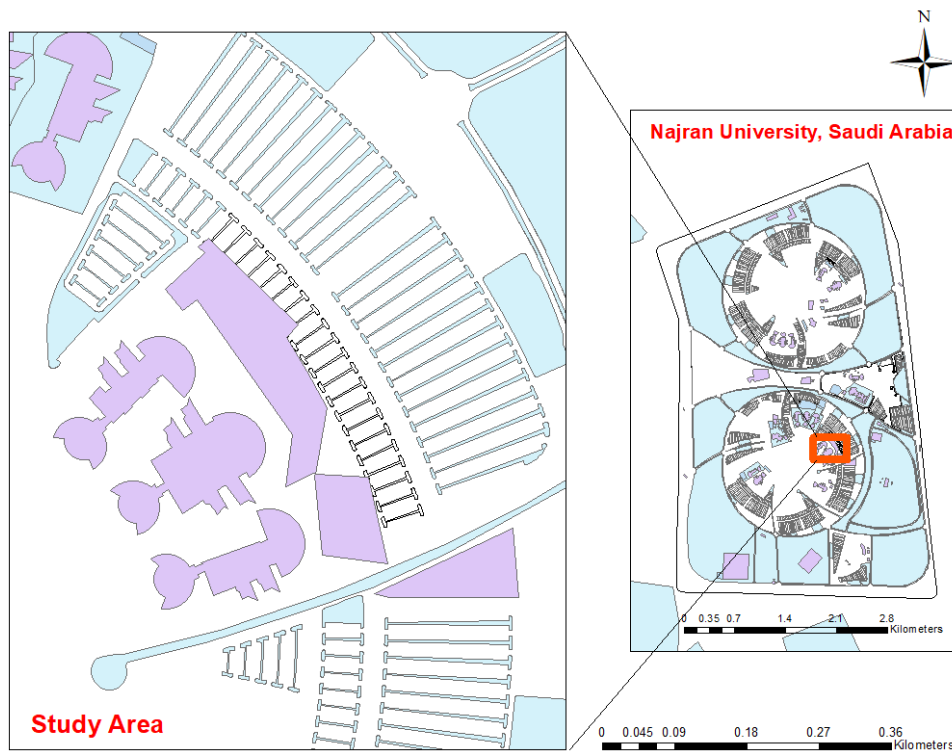 N
Najran University, Saudi Arabia
0 0.35 0.7 1.4 2.1 2.8
Kilometers
Study Area
0 0.045 0.09 0.18 0.27 0.36
Kilometers